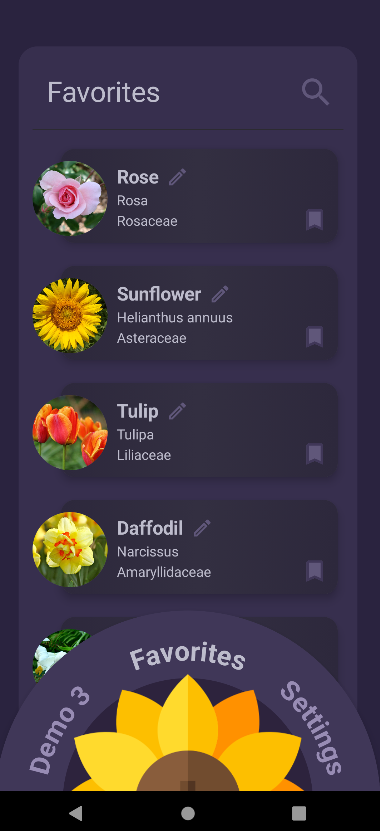 Favorites
Rose
Rosa
Rosaceae
Sunflower
Helianthus annuus
Asteraceae
Tulip
Tulipa
Liliaceae
Daffodil
Narcissus
Amaryllidaceae
Demo 3
Favorites
Settings